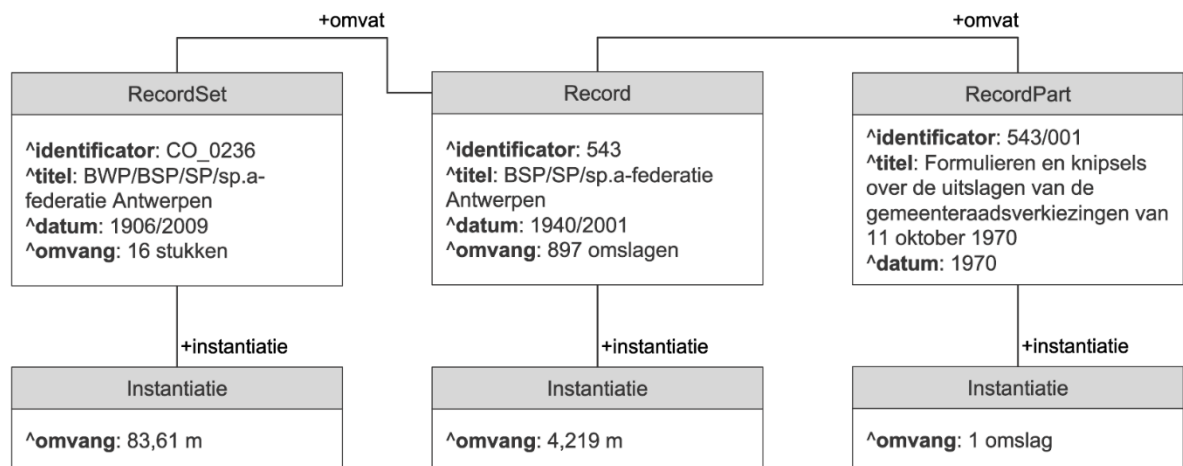 +omvat
+omvat
RecordSet
^identificator: CO_0236
^titel: BWP/BSP/SP/sp.a-
federatie Antwerpen
^datum: 1906/2009
^omvang: 16 stukken
Record
^identificator: 543
^titel: BSP/SP/sp.a-federatie
Antwerpen
^datum: 1940/2001
^omvang: 897 omslagen
RecordPart
^identificator: 543/001
^titel: Formulieren en knipsels
over de uitslagen van de
gemeenteraadsverkiezingen van
11 oktober 1970
^datum: 1970
+instantiatie
+instantiatie
+instantiatie
Instantiatie
^omvang: 83,61 m
Instantiatie
^omvang: 4,219 m
Instantiatie
^omvang: 1 omslag